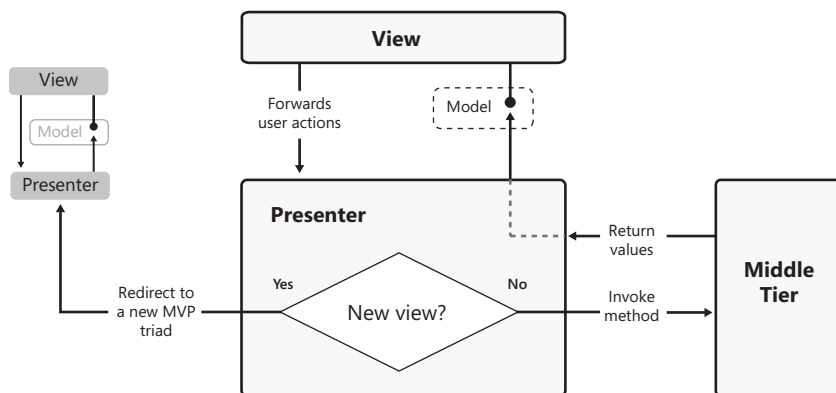 View
View
Model
Forwards
user actions
Model
Presenter
Presenter
Return
values
Middle
Tier
Yes
No
Redirect to
a new MVP
triad
New view?
Invoke
method